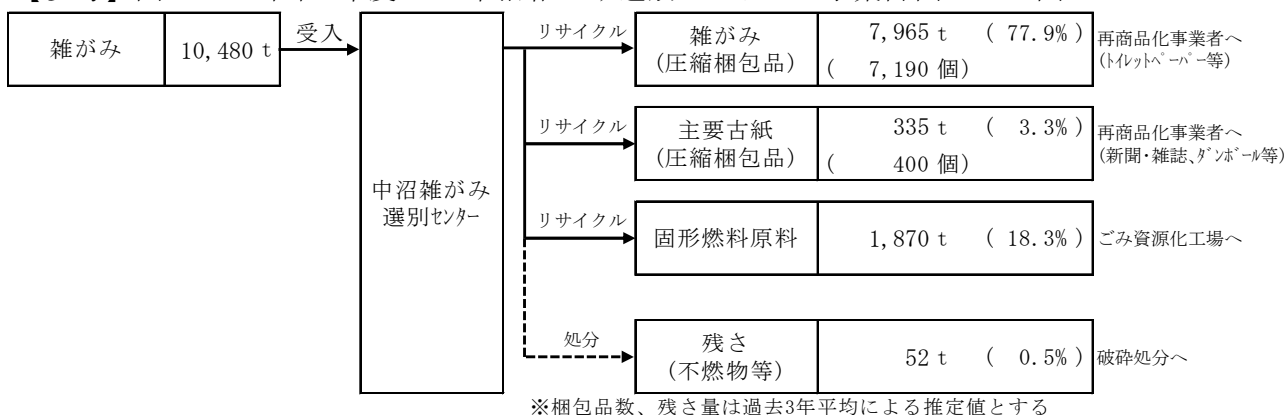 雑がみ 10,480 t
受入
中沼雑がみ
選別ｾﾝﾀｰ
リサイクル
雑がみ
(圧縮梱包品)
7,965 t ( 77.9%)
( 7,190 個)
再商品化事業者へ
(ﾄｲﾚｯﾄﾍﾟｰﾊﾟｰ等)
リサイクル
主要古紙
(圧縮梱包品)
335 t ( 3.3%)
( 400 個)
再商品化事業者へ
(新聞・雑誌、ﾀﾞﾝﾎﾞｰﾙ等)
リサイクル
固形燃料原料
1,870 t ( 18.3%)
ごみ資源化工場へ
処分
残さ
(不燃物等)
52 t ( 0.5%)
破砕処分へ
※梱包品数、残さ量は過去3年平均による推定値とする